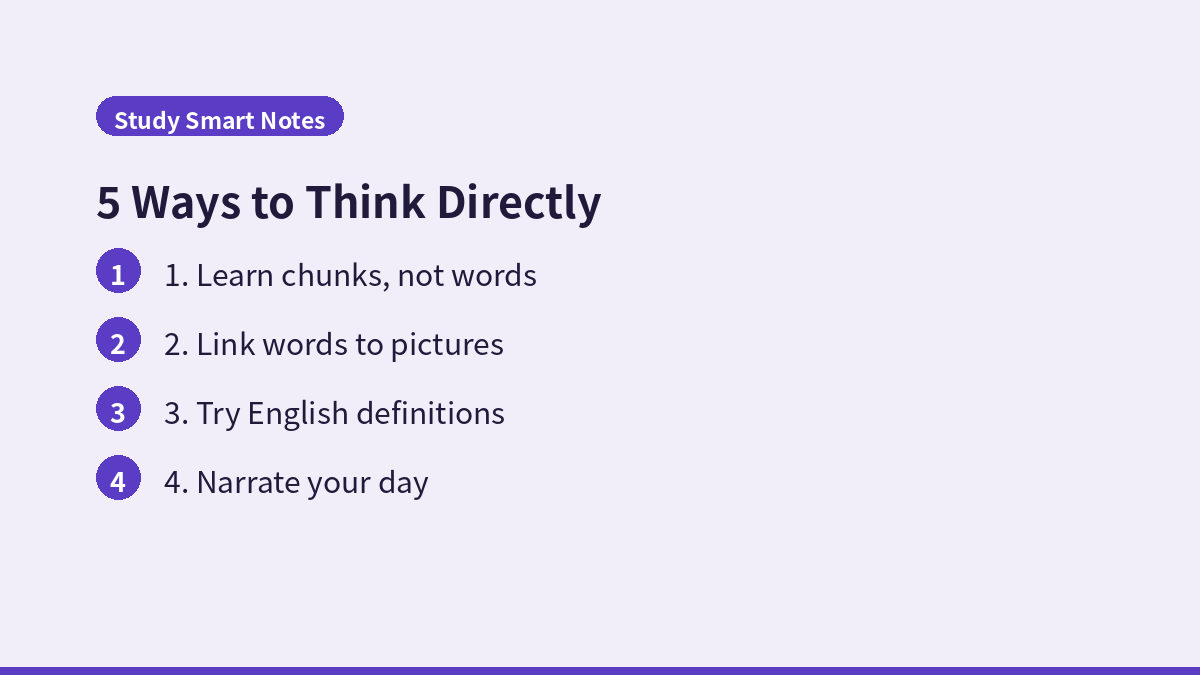 Study Smart Notes
5 Ways to Think Directly
1 1. Learn chunks, not words
2 2. Link words to pictures
3 3. Try English definitions
4 4. Narrate your day